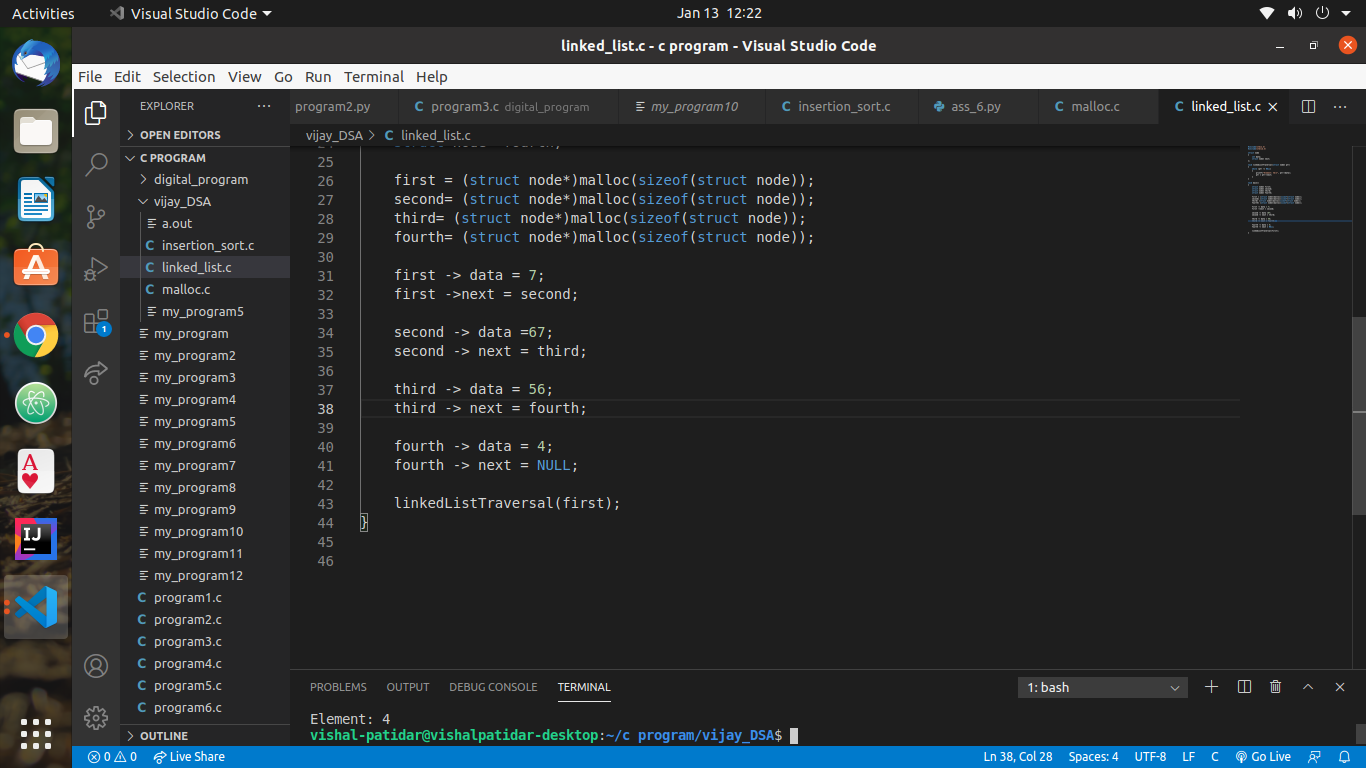 Activities Visual Studio Code Jan 13 12:22
linked_list.c - c program - Visual Studio Code
File Edit Selection View Go Run Terminal Help
EXPLORER ···
program2.py C program3.c digital_program my_program10 C insertion_sort.c ass_6.py C malloc.c C linked_list.c
vijay_DSA > C linked_list.c
OPEN EDITORS
C PROGRAM
digital_program
vijay_DSA
a.out
C insertion_sort.c
C linked_list.c
C malloc.c
my_program5
my_program
my_program2
my_program3
my_program4
my_program5
my_program6
my_program7
my_program8
my_program9
my_program10
my_program11
my_program12
C program1.c
C program2.c
C program3.c
C program4.c
C program5.c
C program6.c
OUTLINE
1
25
26 first = (struct node*)malloc(sizeof(struct node));
27 second= (struct node*)malloc(sizeof(struct node));
28 third= (struct node*)malloc(sizeof(struct node));
29 fourth= (struct node*)malloc(sizeof(struct node));
30
31 first -> data = 7;
32 first ->next = second;
33
34 second -> data =67;
35 second -> next = third;
36
37 third -> data = 56;
38 third -> next = fourth;
39
40 fourth -> data = 4;
41 fourth -> next = NULL;
42
43 linkedListTraversal(first);
44 }
45
46
PROBLEMS OUTPUT DEBUG CONSOLE TERMINAL 1: bash
Element: 4
vishal-patidar@vishalpatidar-desktop:~/c program/vijay_DSA$
A
IJ
0 0 Live Share Ln 38, Col 28 Spaces: 4 UTF-8 LF C Go Live